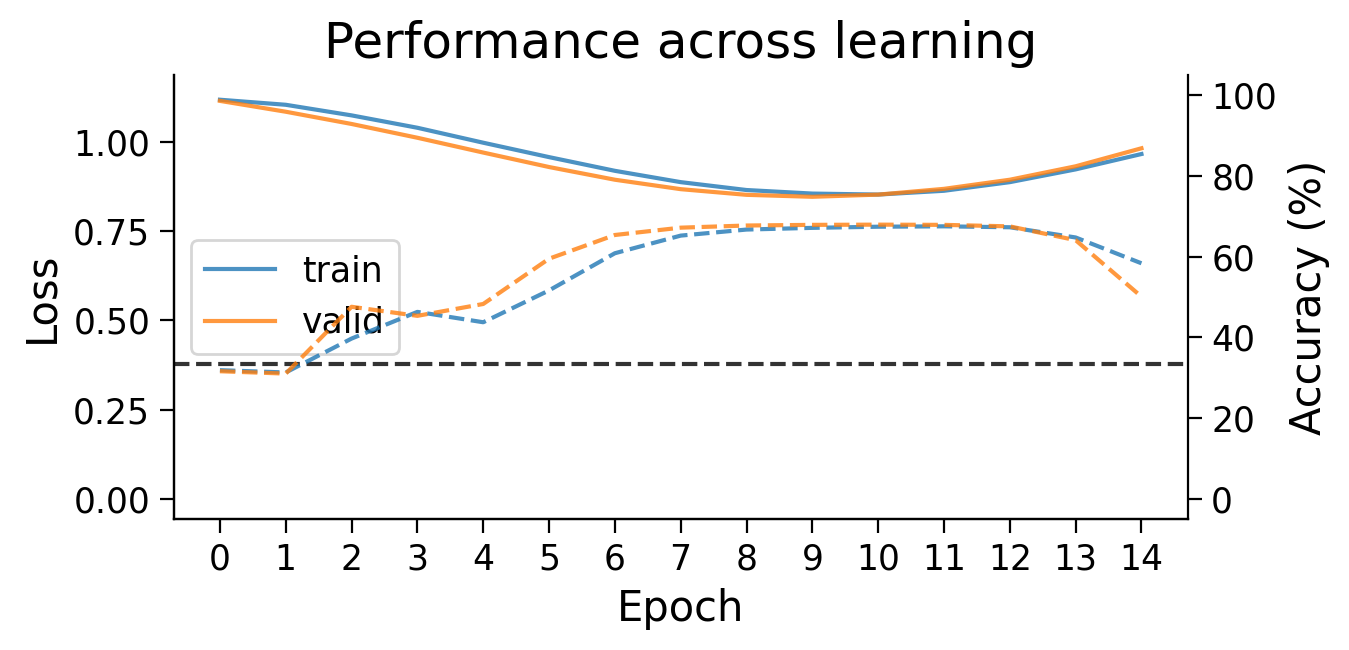 Performance across learning
Loss
1.00
0.75
0.50
0.25
0.00
train
valid
100
80
60
40
20
0
Accuracy (%)
0 1 2 3 4 5 6 7 8 9 10 11 12 13 14
Epoch